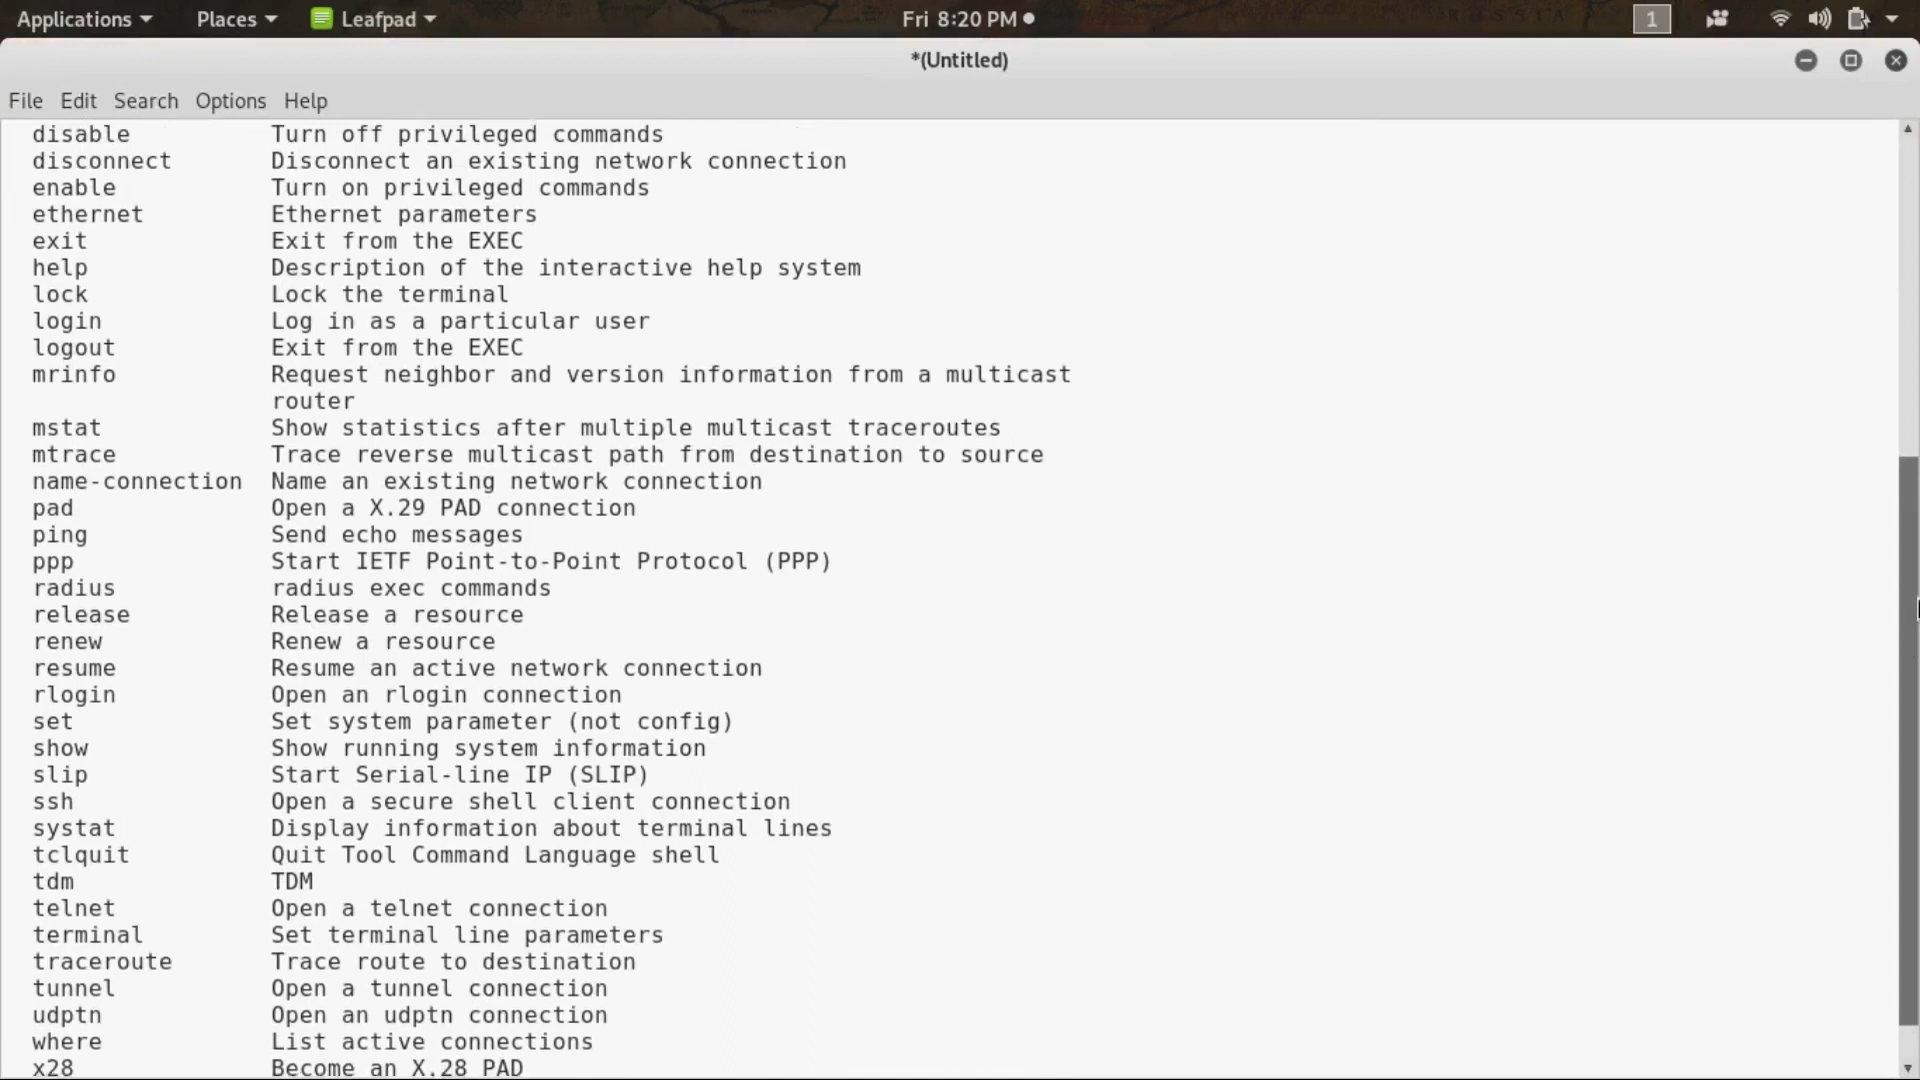 Applications Places Leafpad Fri 8:20 PM 1
*(Untitled)
File Edit Search Options Help
disable Turn off privileged commands
disconnect Disconnect an existing network connection
enable Turn on privileged commands
ethernet Ethernet parameters
exit Exit from the EXEC
help Description of the interactive help system
lock Lock the terminal
login Log in as a particular user
logout Exit from the EXEC
mrinfo Request neighbor and version information from a multicast
router
mstat Show statistics after multiple multicast traceroutes
mtrace Trace reverse multicast path from destination to source
name-connection Name an existing network connection
pad Open a X.29 PAD connection
ping Send echo messages
ppp Start IETF Point-to-Point Protocol (PPP)
radius radius exec commands
release Release a resource
renew Renew a resource
resume Resume an active network connection
rlogin Open an rlogin connection
set Set system parameter (not config)
show Show running system information
slip Start Serial-line IP (SLIP)
ssh Open a secure shell client connection
systat Display information about terminal lines
tclquit Quit Tool Command Language shell
tdm TDM
telnet Open a telnet connection
terminal Set terminal line parameters
traceroute Trace route to destination
tunnel Open a tunnel connection
udptn Open an udptn connection
where List active connections
x28 Become an X.28 PAD